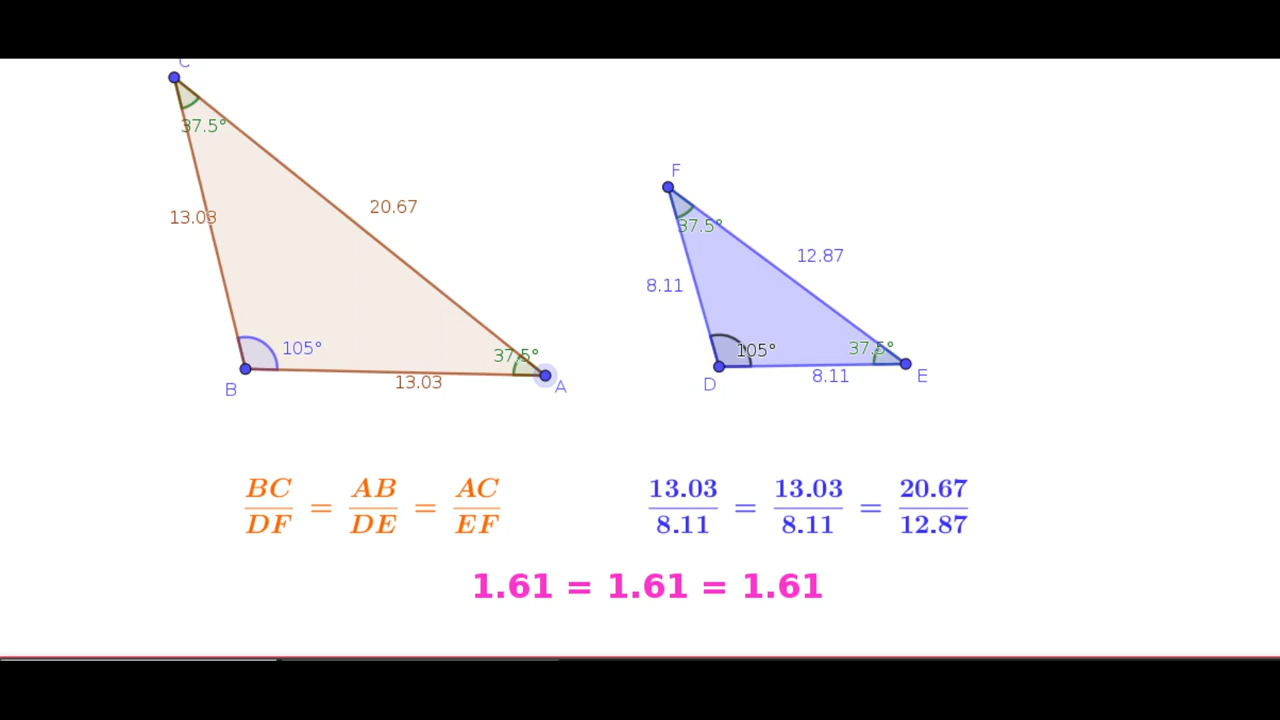 C
37.5°
13.03
20.67
105°
37.5°
B
13.03
A
F
37.5°
8.11
12.87
105°
37.5°
D
8.11
E
BC/DF = AB/DE = AC/EF
13.03/8.11 = 13.03/8.11 = 20.67/12.87
1.61 = 1.61 = 1.61